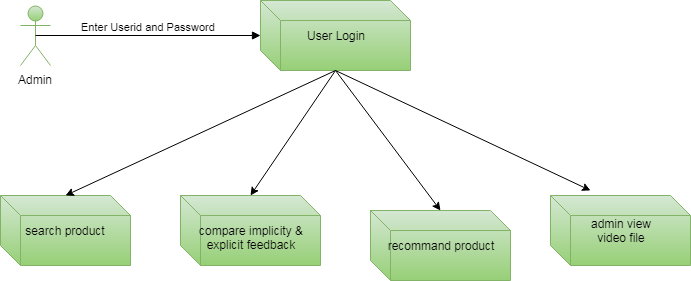 Enter Userid and Password
User Login
Admin
search product
compare implicity &
explicit feedback
recommand product
admin view
video file